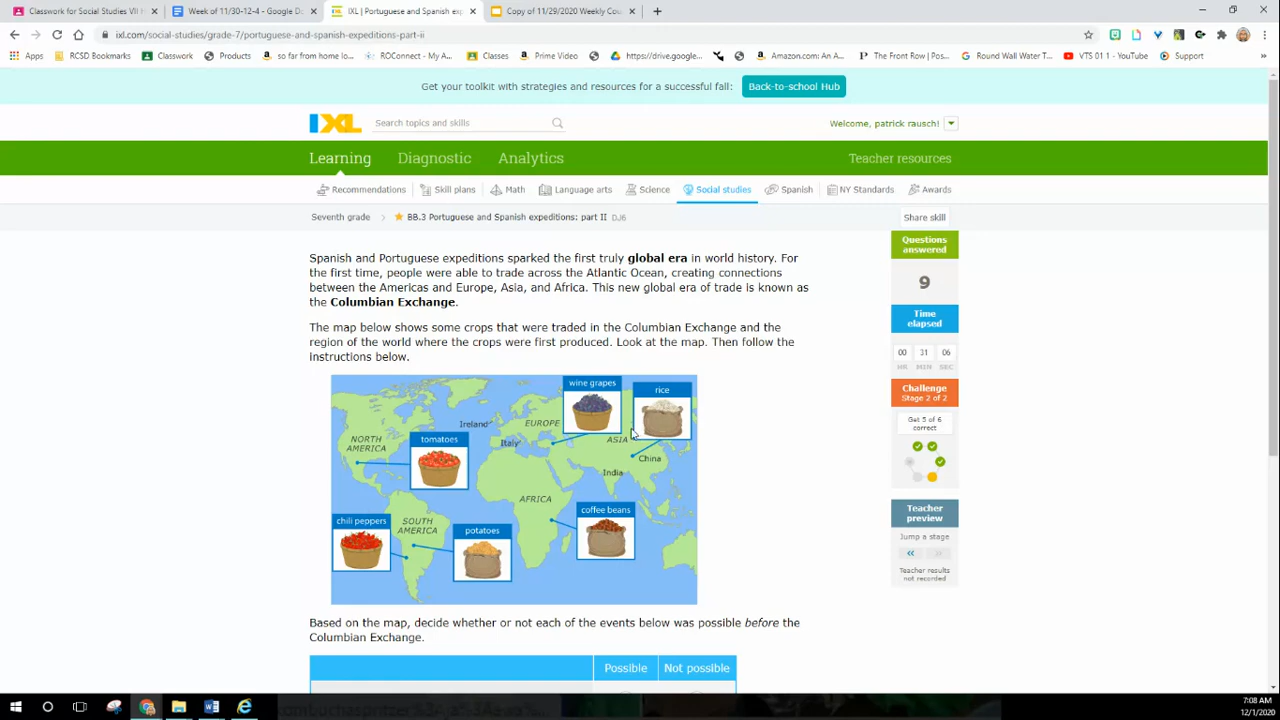 Classwork for Social Studies VII H
Week of 11/30-12-4 - Google Do
IXL | Portuguese and Spanish exp
Copy of 11/29/2020 Weekly Cou
ixl.com/social-studies/grade-7/portuguese-and-spanish-expeditions-part-ii
Apps
RCSD Bookmarks
Classwork
Products
so far from home lo...
ROConnect - My L...
Classes
Prime Video
https://drive.google...
Amazon.com: An A...
The Front Row | Pos...
Round Wall Water T...
VTS 01 1 - YouTube
Support
Get your toolkit with strategies and resources for a successful fall:
Back-to-school Hub
IXL
Search topics and skills
Welcome, patrick rausch!
Learning
Diagnostic
Analytics
Teacher resources
Recommendations
Skill plans
Math
Language arts
Science
Social studies
Spanish
NY Standards
Awards
Seventh grade
BB.3 Portuguese and Spanish expeditions: part II DJ6
Share skill
Spanish and Portuguese expeditions sparked the first truly global era in world history. For
the first time, people were able to trade across the Atlantic Ocean, creating connections
between the Americas and Europe, Asia, and Africa. This new global era of trade is known as
the Columbian Exchange.
The map below shows some crops that were traded in the Columbian Exchange and the
region of the world where the crops were first produced. Look at the map. Then follow the
instructions below.
wine grapes
rice
Ireland
EUROPE
NORTH
AMERICA
tomatoes
Italy
ASIA
China
India
AFRICA
coffee beans
chili peppers
SOUTH
AMERICA
potatoes
Based on the map, decide whether or not each of the events below was possible before the
Columbian Exchange.
Possible
Not possible
Questions
answered
9
Time
elapsed
00
31
06
HR
MIN
SEC
Challenge
Stage 2 of 2
Get 5 of 6
correct
Teacher
preview
Jump a stage
Teacher results
not recorded
7:08 AM
12/1/2020